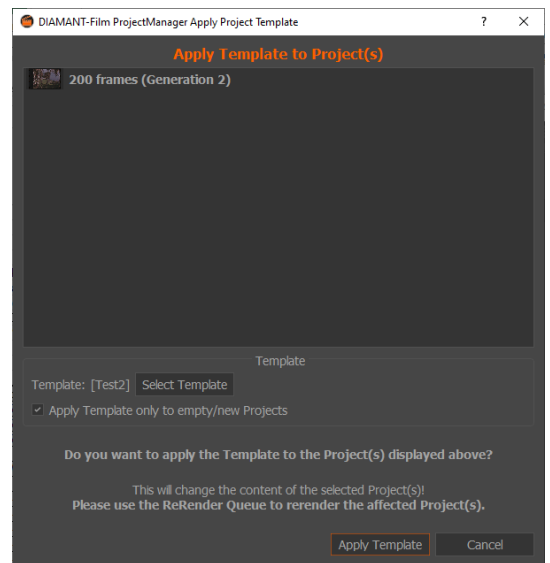 DIAMANT-Film ProjectManager Apply Project Template
Apply Template to Project(s)
200 frames (Generation 2)
Template
Template: [Test2] Select Template
Apply Template only to empty/new Projects
Do you want to apply the Template to the Project(s) displayed above?
This will change the content of the selected Project(s)!
Please use the ReRender Queue to rerender the affected Project(s).
Apply Template Cancel